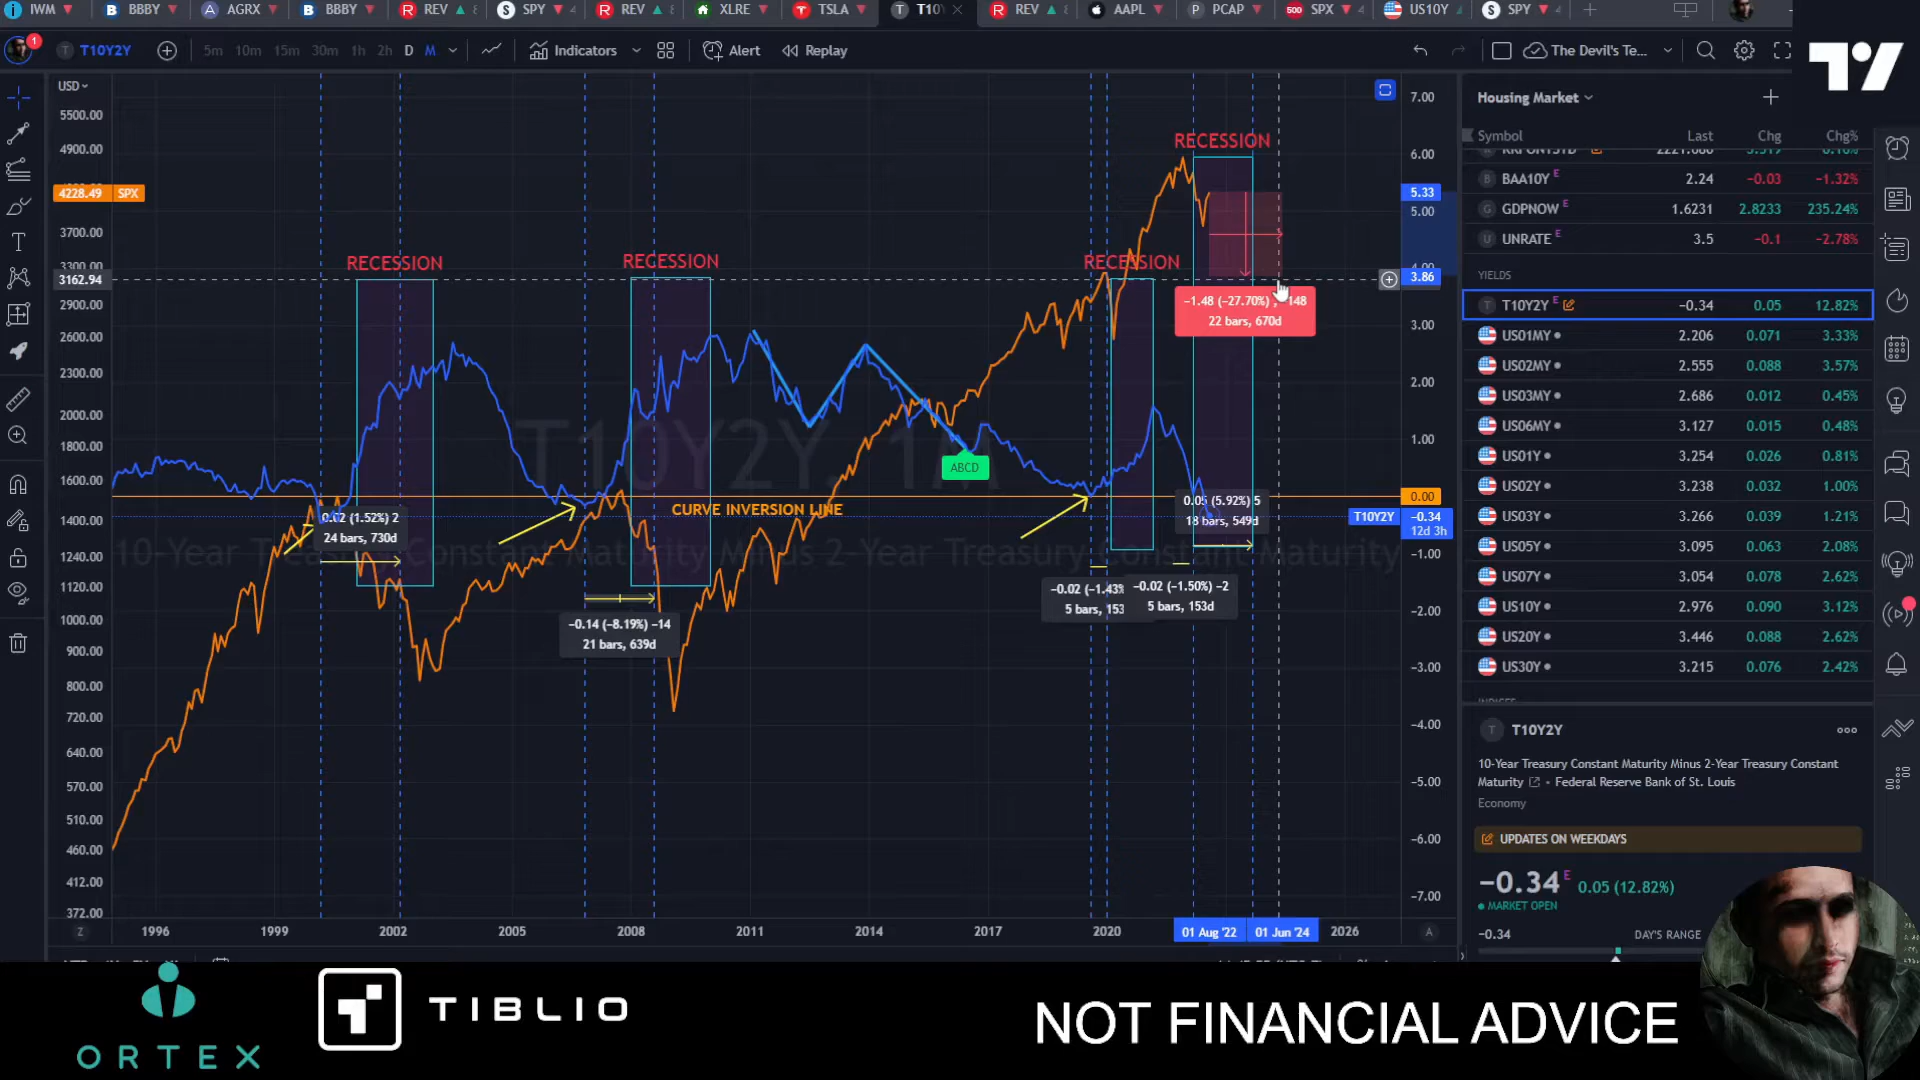 IWM
BBBY
AGRX
BBBY
REV
SPY
REV
XLRE
TSLA
T10
REV
AAPL
PCAP
SPX
US10Y
SPY
T10Y2Y
5m 10m 15m 30m 1h 2h D M
Indicators
Alert
Replay
The Devil's Te...
USD
5500.00
4900.00
4228.49 SPX
3700.00
3162.94
2900.00
2600.00
2300.00
2000.00
1800.00
1600.00
1400.00
1240.00
1120.00
1000.00
900.00
800.00
720.00
640.00
570.00
510.00
460.00
412.00
372.00
RECESSION
RECESSION
RECESSION
RECESSION
−1.48 (−27.70%) , −148
22 bars, 670d
ABCD
CURVE INVERSION LINE
0.02 (1.52%) 2
24 bars, 730d
−0.14 (−8.19%) −14
21 bars, 639d
−0.02 (−1.43%
5 bars, 153
−0.02 (−1.50%) −2
5 bars, 153d
0.05 (5.92%) 5
18 bars, 549d
T10Y2Y, 1M
10-Year Treasury Constant Maturity Minus 2-Year Treasury Constant Maturity
7.00
6.00
5.33
5.00
4.00
3.86
3.00
2.00
1.00
0.00
T10Y2Y −0.34
12d 3h
−1.00
−2.00
−3.00
−4.00
−5.00
−6.00
−7.00
1996 1999 2002 2005 2008 2011 2014 2017 2020 01 Aug '22 01 Jun '24 2026
Z
A
Housing Market
Symbol Last Chg Chg%
BAA10Y E 2.24 −0.03 −1.32%
GDPNOW E 1.6231 2.8233 235.24%
UNRATE E 3.5 −0.1 −2.78%
YIELDS
T10Y2Y E −0.34 0.05 12.82%
US01MY 2.206 0.071 3.33%
US02MY 2.555 0.088 3.57%
US03MY 2.686 0.012 0.45%
US06MY 3.127 0.015 0.48%
US01Y 3.254 0.026 0.81%
US02Y 3.238 0.032 1.00%
US03Y 3.266 0.039 1.21%
US05Y 3.095 0.063 2.08%
US07Y 3.054 0.078 2.62%
US10Y 2.976 0.090 3.12%
US20Y 3.446 0.088 2.62%
US30Y 3.215 0.076 2.42%
T10Y2Y
10-Year Treasury Constant Maturity Minus 2-Year Treasury Constant
Maturity • Federal Reserve Bank of St. Louis
Economy
UPDATES ON WEEKDAYS
−0.34 E 0.05 (12.82%)
MARKET OPEN
−0.34 DAY'S RANGE
ORTEX
TIBLIO
NOT FINANCIAL ADVICE